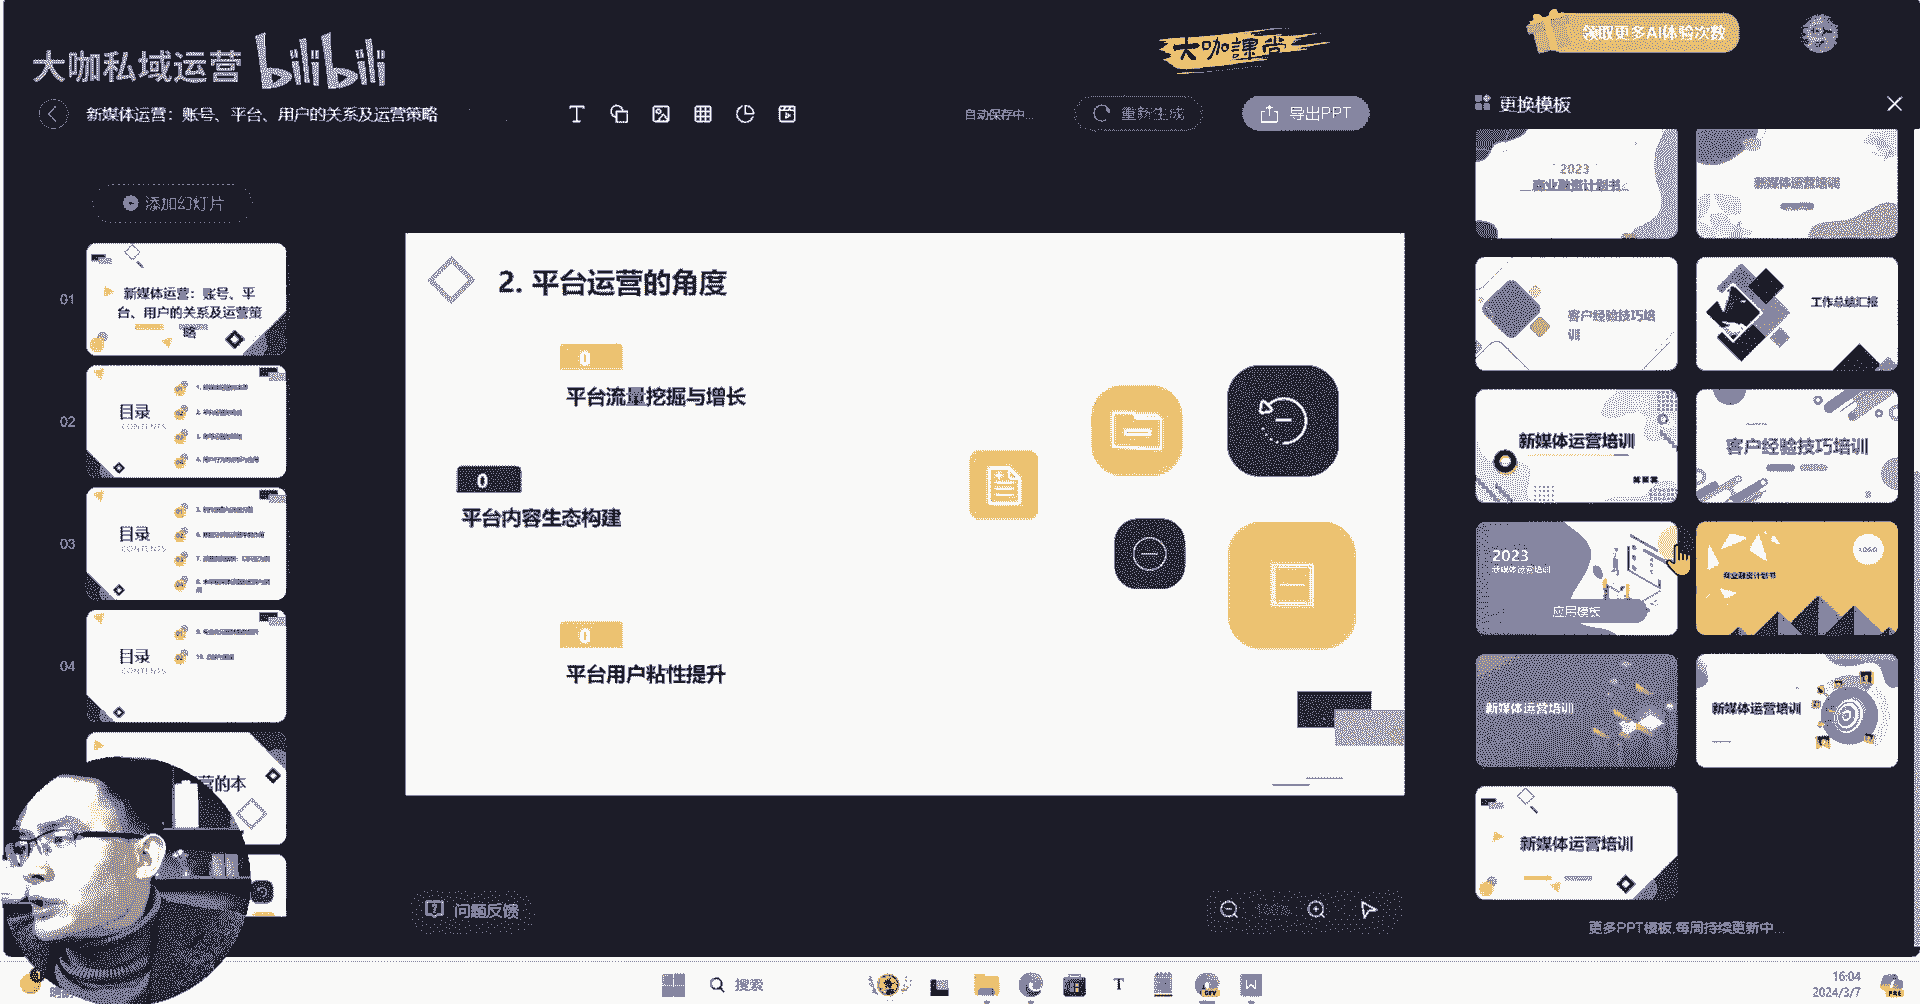 大咖私域运营 bilibili
大咖課堂
领取更多AI体验次数
新媒体运营：账号、平台、用户的关系及运营策略
自动保存中...
重新生成
导出PPT
更换模板
添加幻灯片
01
新媒体运营：账号、平
台、用户的关系及运营策
略
02
目录
CONTENTS
03
目录
CONTENTS
04
目录
CONTENTS
营的本
2. 平台运营的角度
0
平台流量挖掘与增长
0
平台内容生态构建
0
平台用户粘性提升
2023
商业融资计划书
新媒体运营培训
客户经验技巧培
训
工作总结汇报
新媒体运营培训
客户经验技巧培训
2023
新媒体运营培训
应用模板
商业融资计划书
LOGO
新媒体运营培训
新媒体运营培训
新媒体运营培训
更多PPT模板,每周持续更新中...
问题反馈
100%
搜索
16:04
2024/3/7